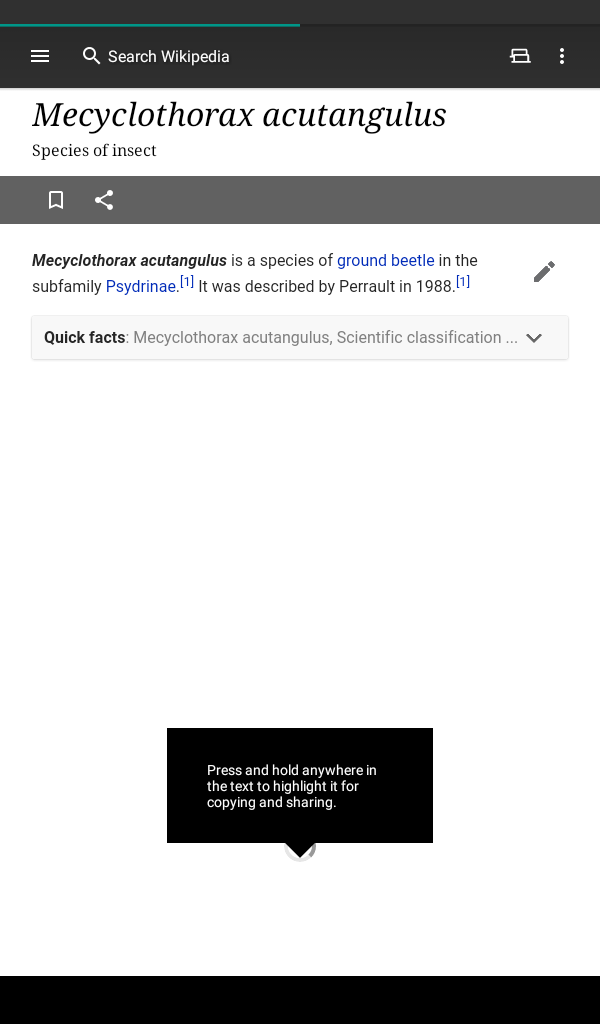 Search Wikipedia
Mecyclothorax acutangulus
Species of insect
Mecyclothorax acutangulus is a species of ground beetle in the
subfamily Psydrinae.[1] It was described by Perrault in 1988.[1]
Quick facts: Mecyclothorax acutangulus, Scientific classification ...
Press and hold anywhere in
the text to highlight it for
copying and sharing.